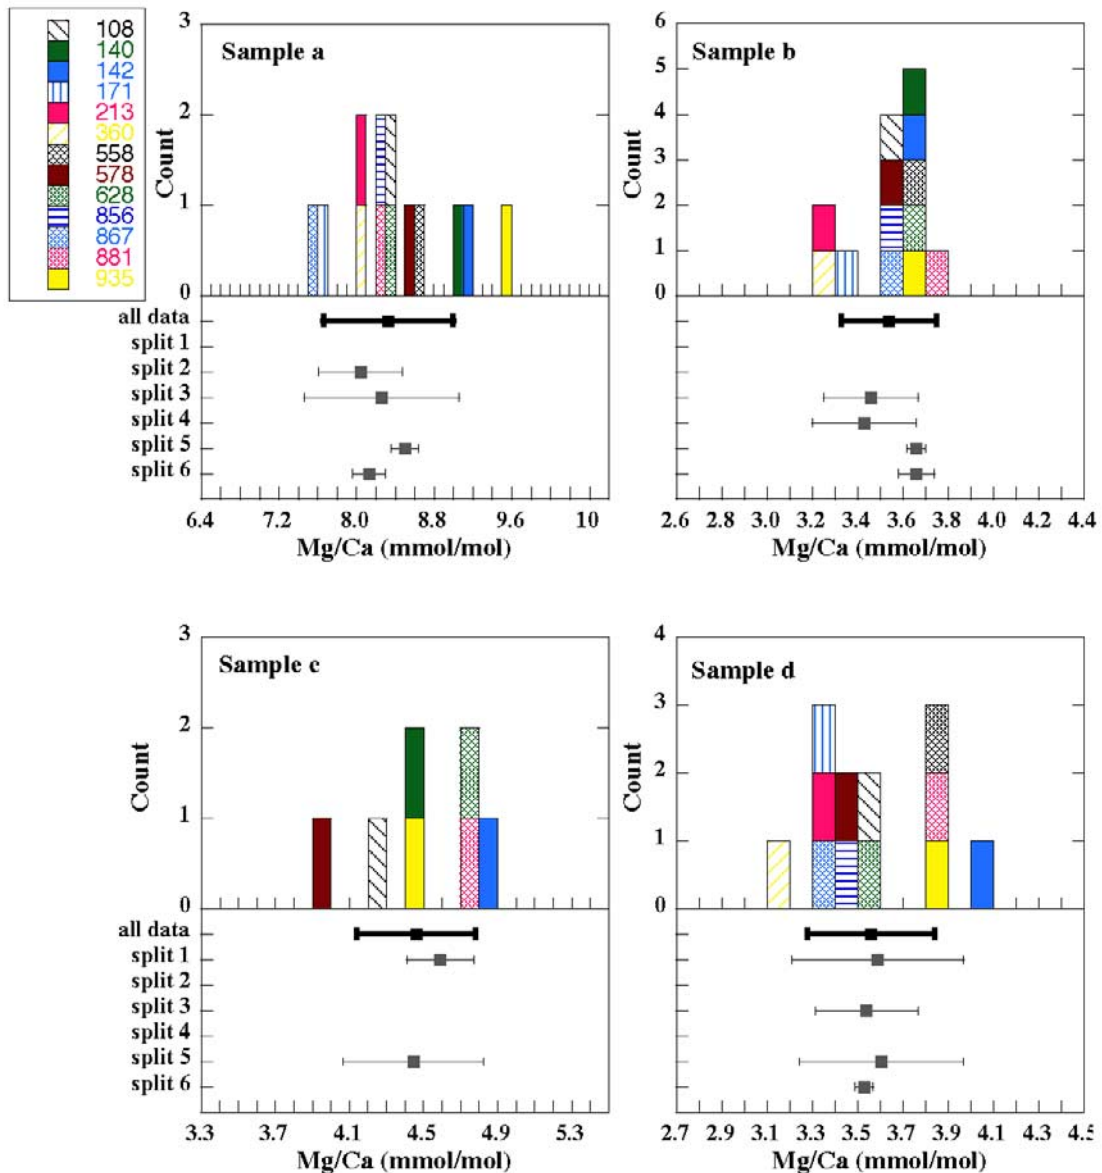 108
140
142
171
213
360
558
578
628
856
867
881
935
3
2
1
0
Count
Sample a
all data
split 1
split 2
split 3
split 4
split 5
split 6
6.4 7.2 8.0 8.8 9.6 10
Mg/Ca (mmol/mol)
6
5
4
3
2
1
0
Count
Sample b
2.6 2.8 3.0 3.2 3.4 3.6 3.8 4.0 4.2 4.4
Mg/Ca (mmol/mol)
3
2
1
0
Count
Sample c
all data
split 1
split 2
split 3
split 4
split 5
split 6
3.3 3.7 4.1 4.5 4.9 5.3
Mg/Ca (mmol/mol)
4
3
2
1
0
Count
Sample d
2.7 2.9 3.1 3.3 3.5 3.7 3.9 4.1 4.3 4.5
Mg/Ca (mmol/mol)